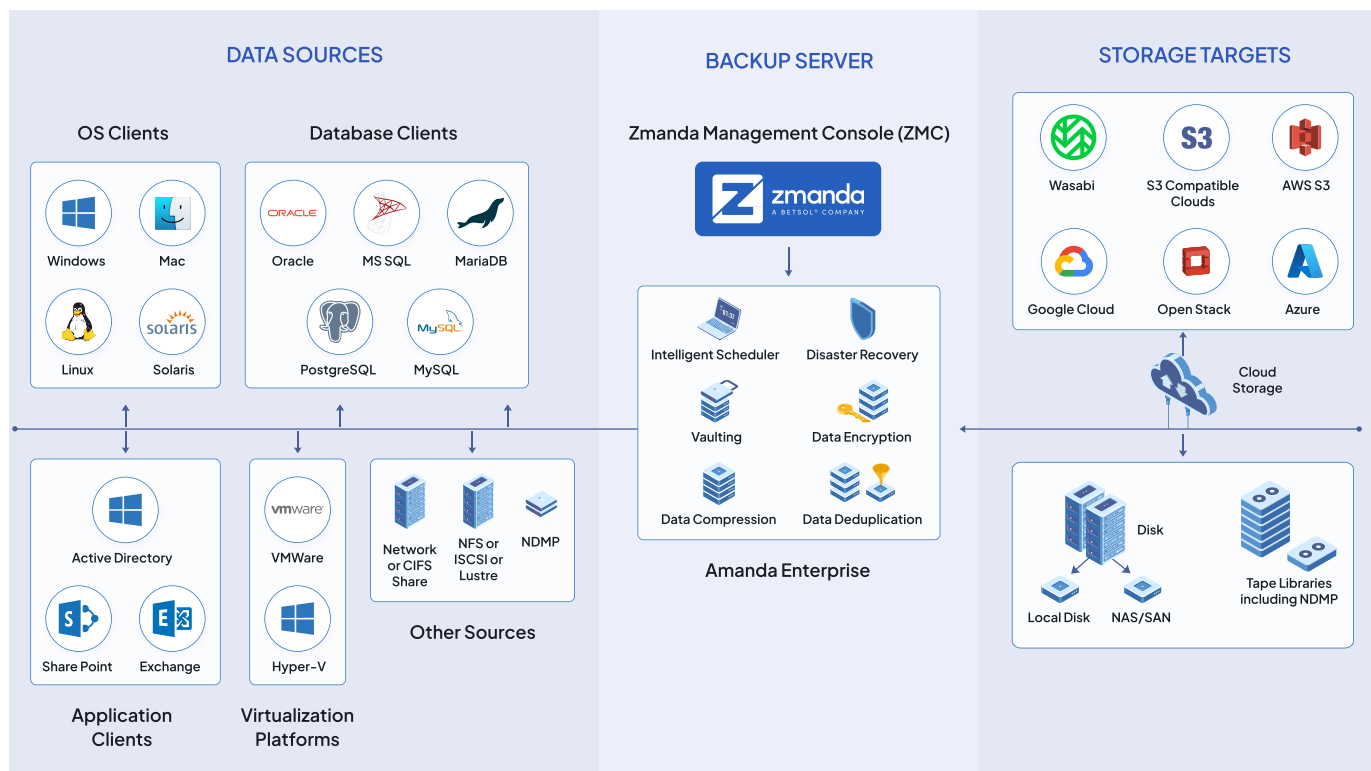 DATA SOURCES
OS Clients
Windows
Mac
Linux
solaris
Solaris
Database Clients
ORACLE
Oracle
MS SQL
MariaDB
PostgreSQL
MySQL
MySQL
Active Directory
S
Share Point
E
Exchange
Application
Clients
vmware
VMWare
Hyper-V
Virtualization
Platforms
Network
or CIFS
Share
NFS or
ISCSI or
Lustre
NDMP
Other Sources
BACKUP SERVER
Zmanda Management Console (ZMC)
zmanda
A BETSOL® COMPANY
Intelligent Scheduler
Disaster Recovery
Vaulting
Data Encryption
Data Compression
Data Deduplication
Amanda Enterprise
STORAGE TARGETS
Wasabi
S3
S3 Compatible
Clouds
AWS S3
Google Cloud
Open Stack
Azure
Cloud
Storage
Disk
Local Disk
NAS/SAN
Tape Libraries
including NDMP